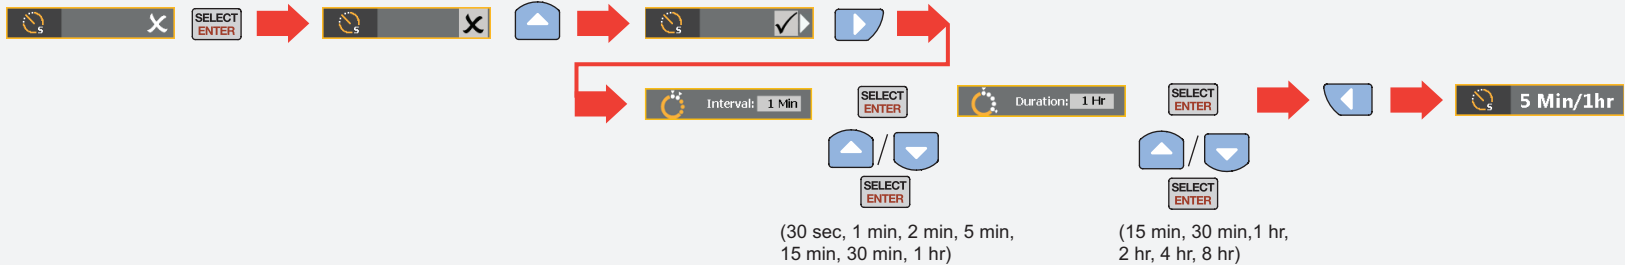 S
SELECT
ENTER
S
S
Interval: 1 Min
SELECT
ENTER
/
SELECT
ENTER
(30 sec, 1 min, 2 min, 5 min,
15 min, 30 min, 1 hr)
Duration: 1 Hr
SELECT
ENTER
/
SELECT
ENTER
(15 min, 30 min,1 hr,
2 hr, 4 hr, 8 hr)
S
5 Min/1hr